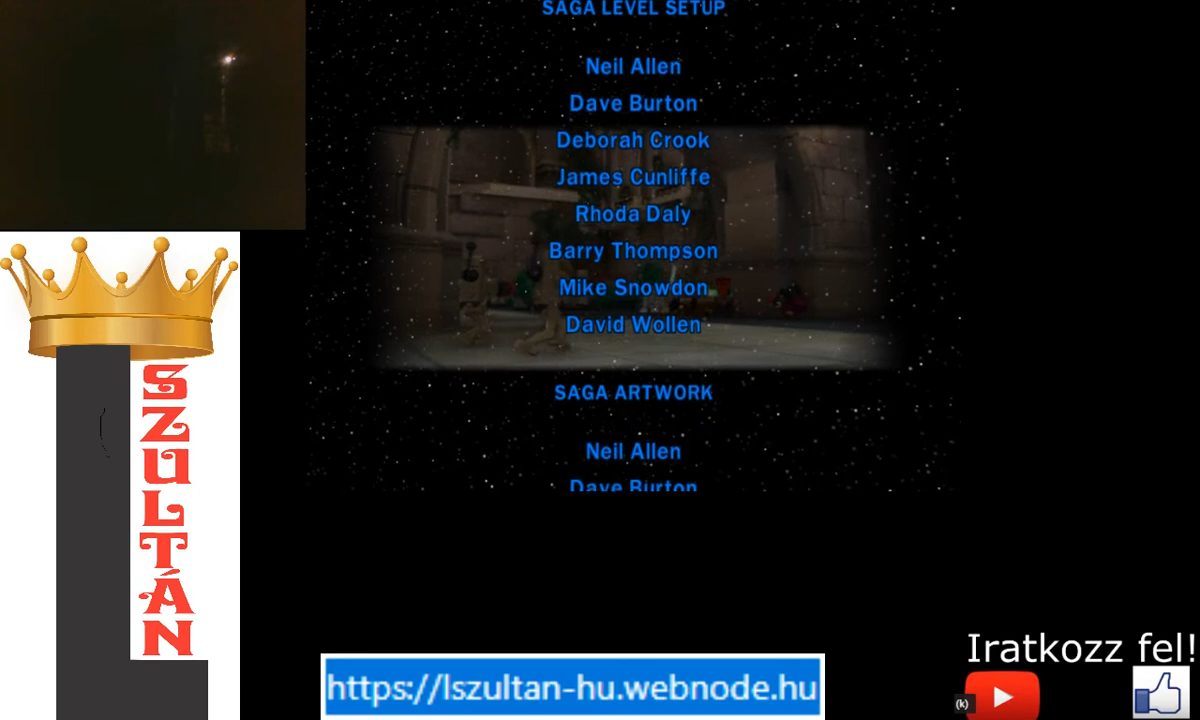 SAGA LEVEL SETUP
Neil Allen
Dave Burton
Deborah Crook
James Cunliffe
Rhoda Daly
Barry Thompson
Mike Snowdon
David Wollen
SAGA ARTWORK
Neil Allen
Dave Burton
L
SZULTÁN
https://lszultan-hu.webnode.hu
Iratkozz fel!
(k)